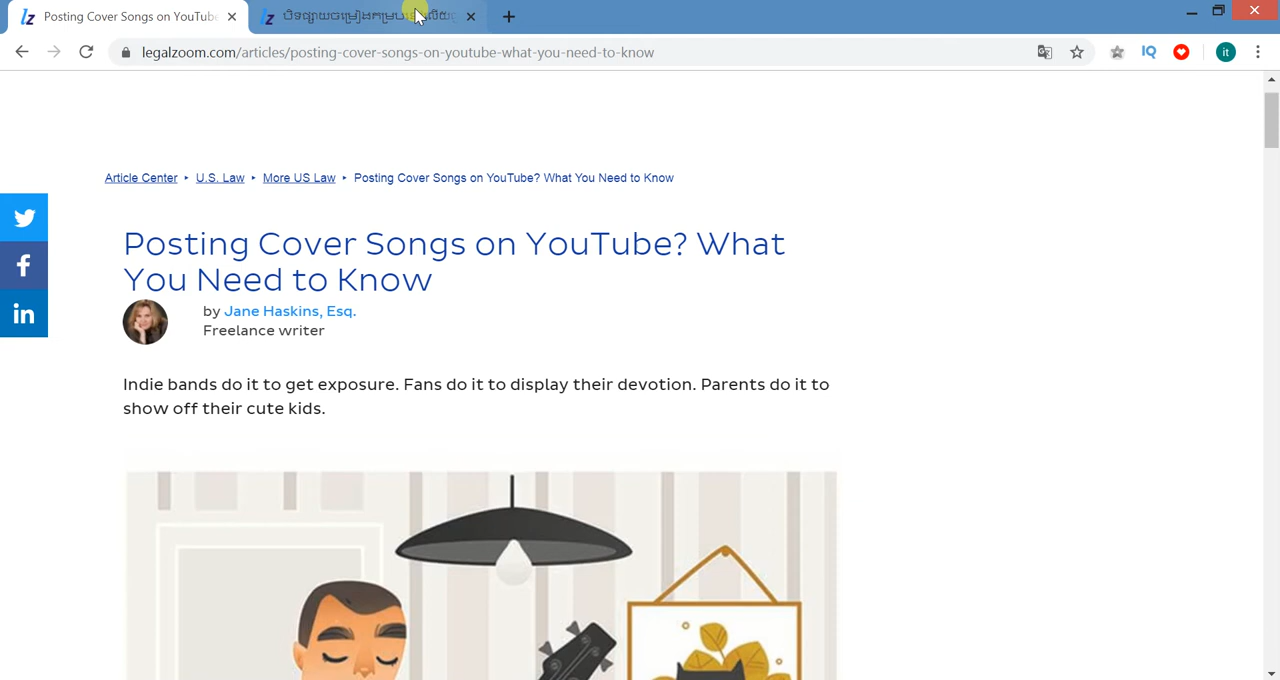 Posting Cover Songs on YouTube
legalzoom.com/articles/posting-cover-songs-on-youtube-what-you-need-to-know
IQ
it
Article Center ▸ U.S. Law ▸ More US Law ▸ Posting Cover Songs on YouTube? What You Need to Know
Posting Cover Songs on YouTube? What
You Need to Know
by Jane Haskins, Esq.
Freelance writer
Indie bands do it to get exposure. Fans do it to display their devotion. Parents do it to
show off their cute kids.